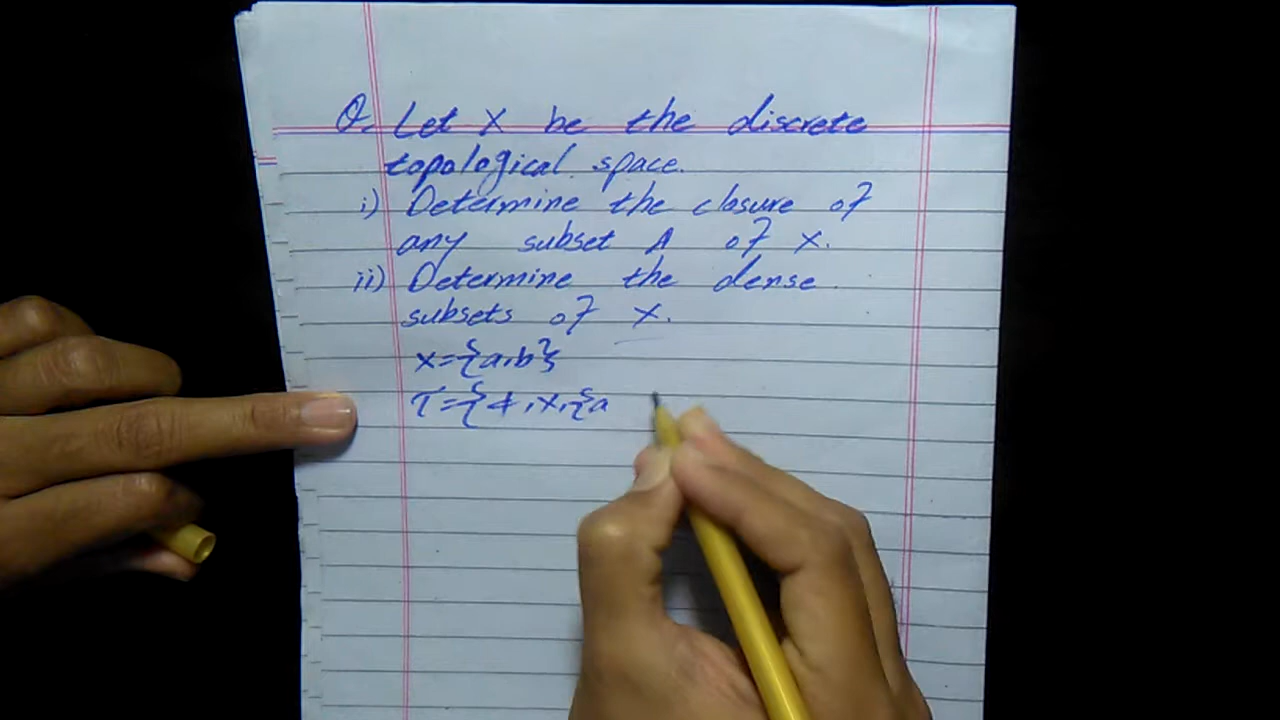 Q. Let X be the discrete
topological space.
i) Determine the closure of
any subset A of X.
ii) Determine the dense
subsets of X.
X={a,b}
τ={ϕ,X,{a